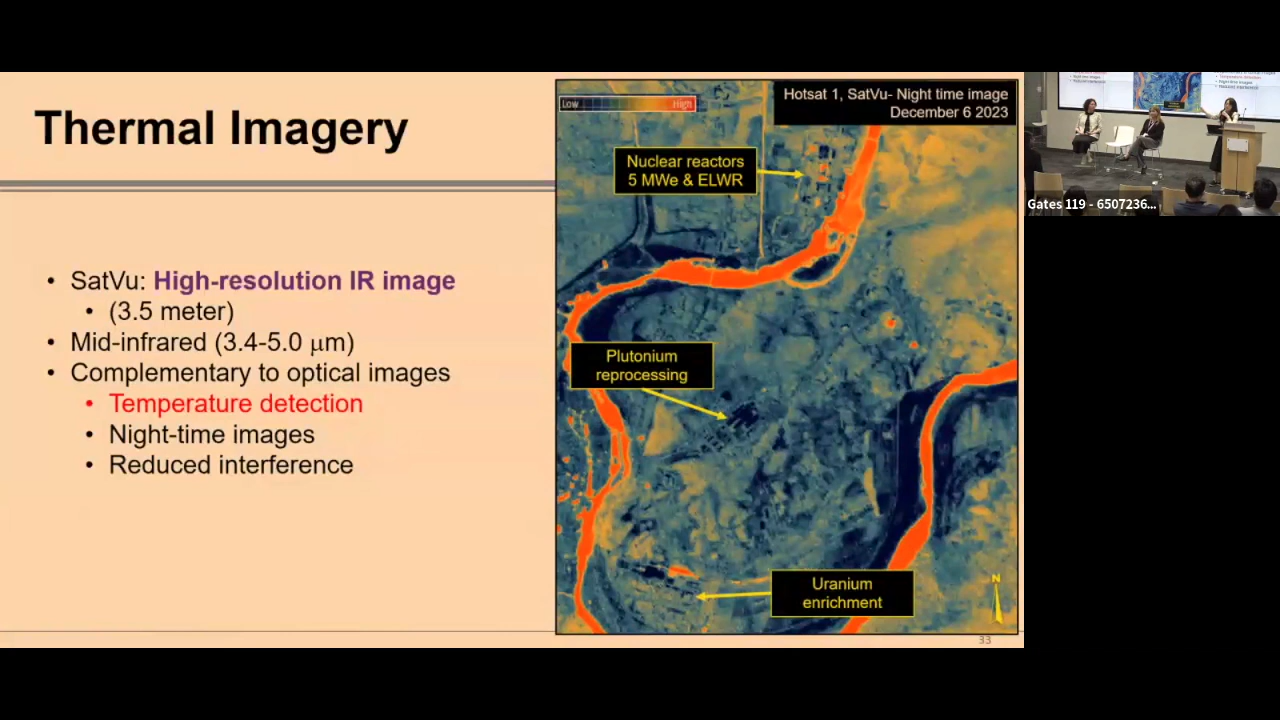 Thermal Imagery
• SatVu: High-resolution IR image
• (3.5 meter)
• Mid-infrared (3.4-5.0 μm)
• Complementary to optical images
• Temperature detection
• Night-time images
• Reduced interference
Low High
Hotsat 1, SatVu- Night time image
December 6 2023
Nuclear reactors
5 MWe & ELWR
Plutonium
reprocessing
Uranium
enrichment
N
33
Gates 119 - 6507236...